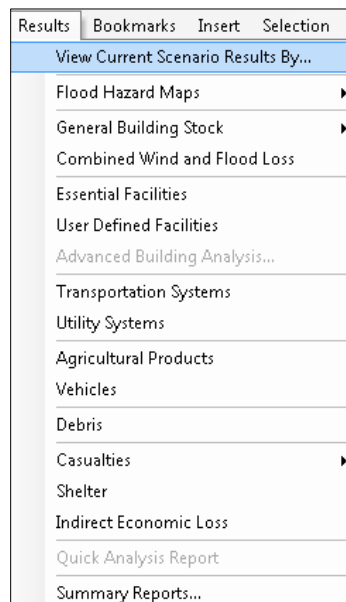 Results Bookmarks Insert Selection
View Current Scenario Results By...
Flood Hazard Maps
General Building Stock
Combined Wind and Flood Loss
Essential Facilities
User Defined Facilities
Advanced Building Analysis...
Transportation Systems
Utility Systems
Agricultural Products
Vehicles
Debris
Casualties
Shelter
Indirect Economic Loss
Quick Analysis Report
Summary Reports...